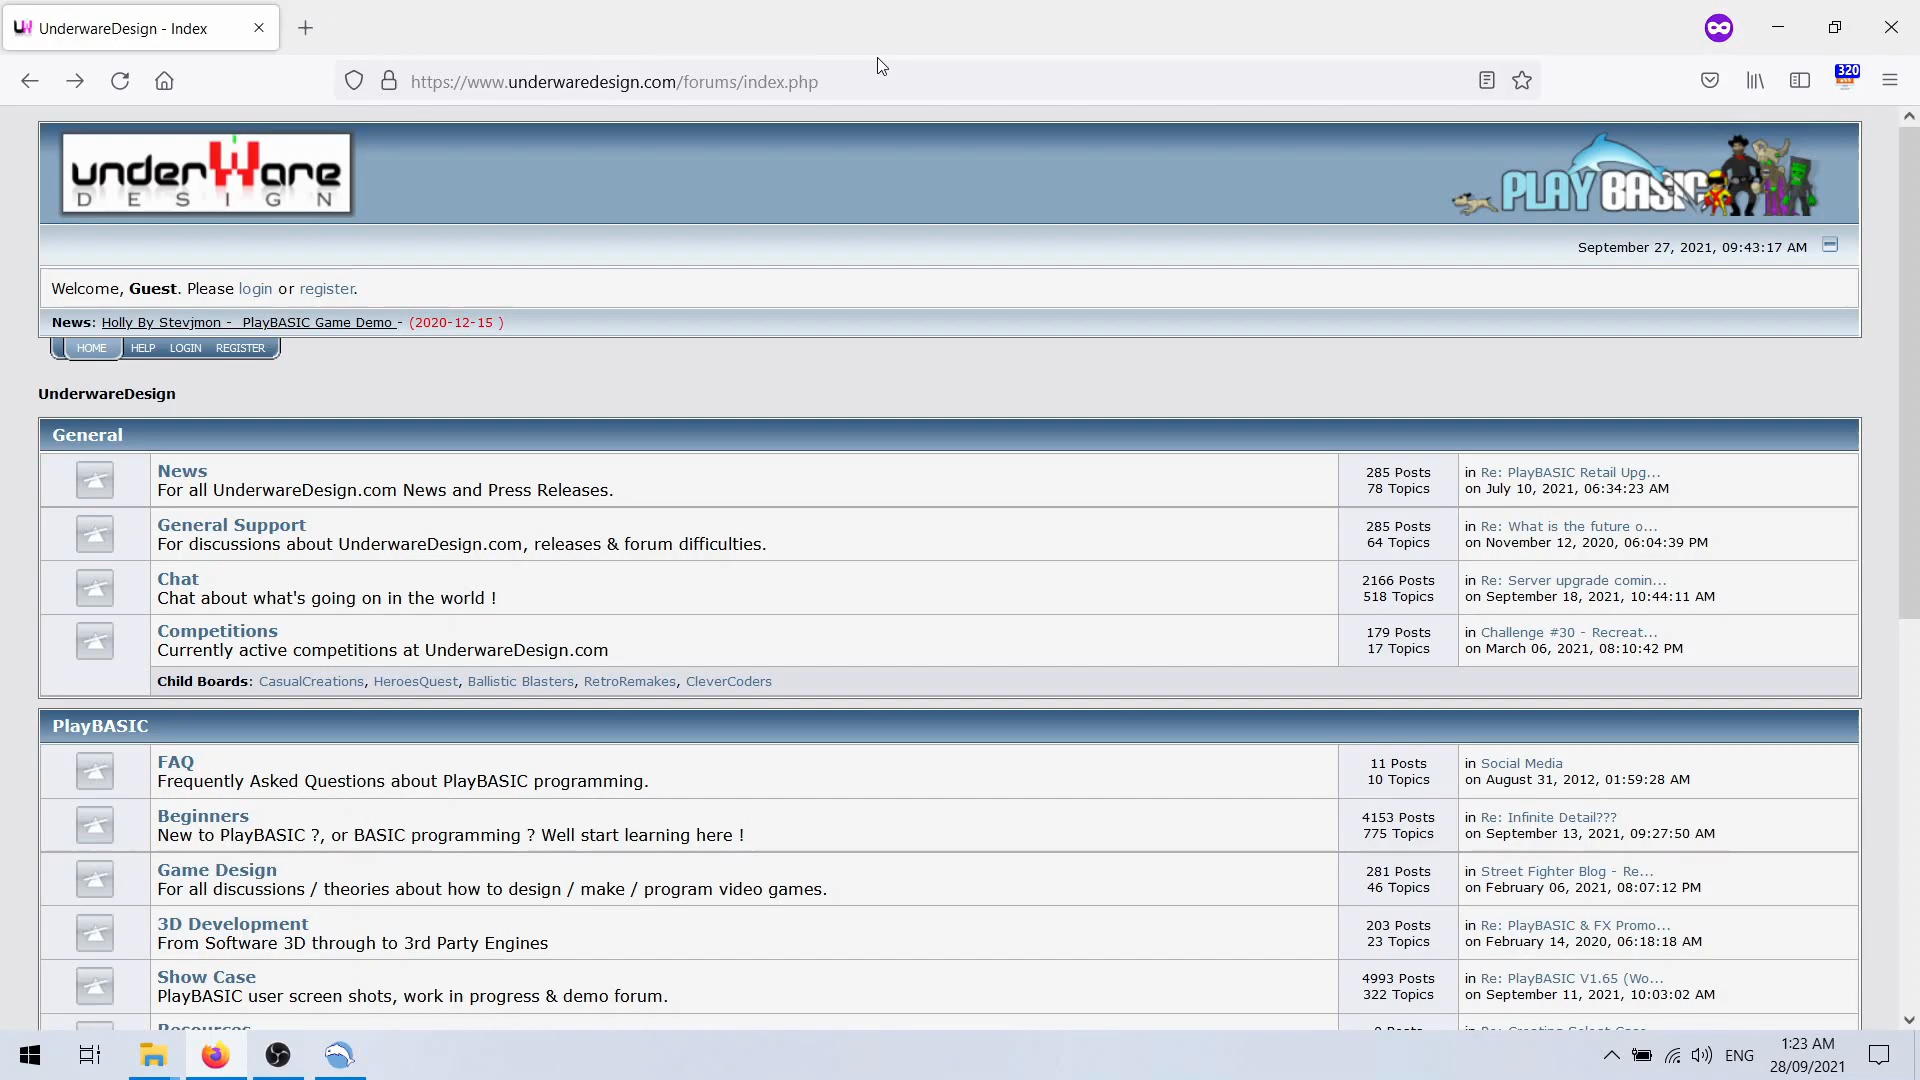 UnderwareDesign - Index
https://www.underwaredesign.com/forums/index.php
320
underWare
DESIGN
PLAY BASIC
September 27, 2021, 09:43:17 AM
Welcome, Guest. Please login or register.
News: Holly By Stevjmon - PlayBASIC Game Demo - (2020-12-15 )
HOME HELP LOGIN REGISTER
UnderwareDesign
General
News
For all UnderwareDesign.com News and Press Releases.
285 Posts
78 Topics
in Re: PlayBASIC Retail Upg...
on July 10, 2021, 06:34:23 AM
General Support
For discussions about UnderwareDesign.com, releases & forum difficulties.
285 Posts
64 Topics
in Re: What is the future o...
on November 12, 2020, 06:04:39 PM
Chat
Chat about what's going on in the world !
2166 Posts
518 Topics
in Re: Server upgrade comin...
on September 18, 2021, 10:44:11 AM
Competitions
Currently active competitions at UnderwareDesign.com
179 Posts
17 Topics
in Challenge #30 - Recreat...
on March 06, 2021, 08:10:42 PM
Child Boards: CasualCreations, HeroesQuest, Ballistic Blasters, RetroRemakes, CleverCoders
PlayBASIC
FAQ
Frequently Asked Questions about PlayBASIC programming.
11 Posts
10 Topics
in Social Media
on August 31, 2012, 01:59:28 AM
Beginners
New to PlayBASIC ?, or BASIC programming ? Well start learning here !
4153 Posts
775 Topics
in Re: Infinite Detail???
on September 13, 2021, 09:27:50 AM
Game Design
For all discussions / theories about how to design / make / program video games.
281 Posts
46 Topics
in Street Fighter Blog - Re...
on February 06, 2021, 08:07:12 PM
3D Development
From Software 3D through to 3rd Party Engines
203 Posts
23 Topics
in Re: PlayBASIC & FX Promo...
on February 14, 2020, 06:18:18 AM
Show Case
PlayBASIC user screen shots, work in progress & demo forum.
4993 Posts
322 Topics
in Re: PlayBASIC V1.65 (Wo...
on September 11, 2021, 10:03:02 AM
Resources
ENG
1:23 AM
28/09/2021